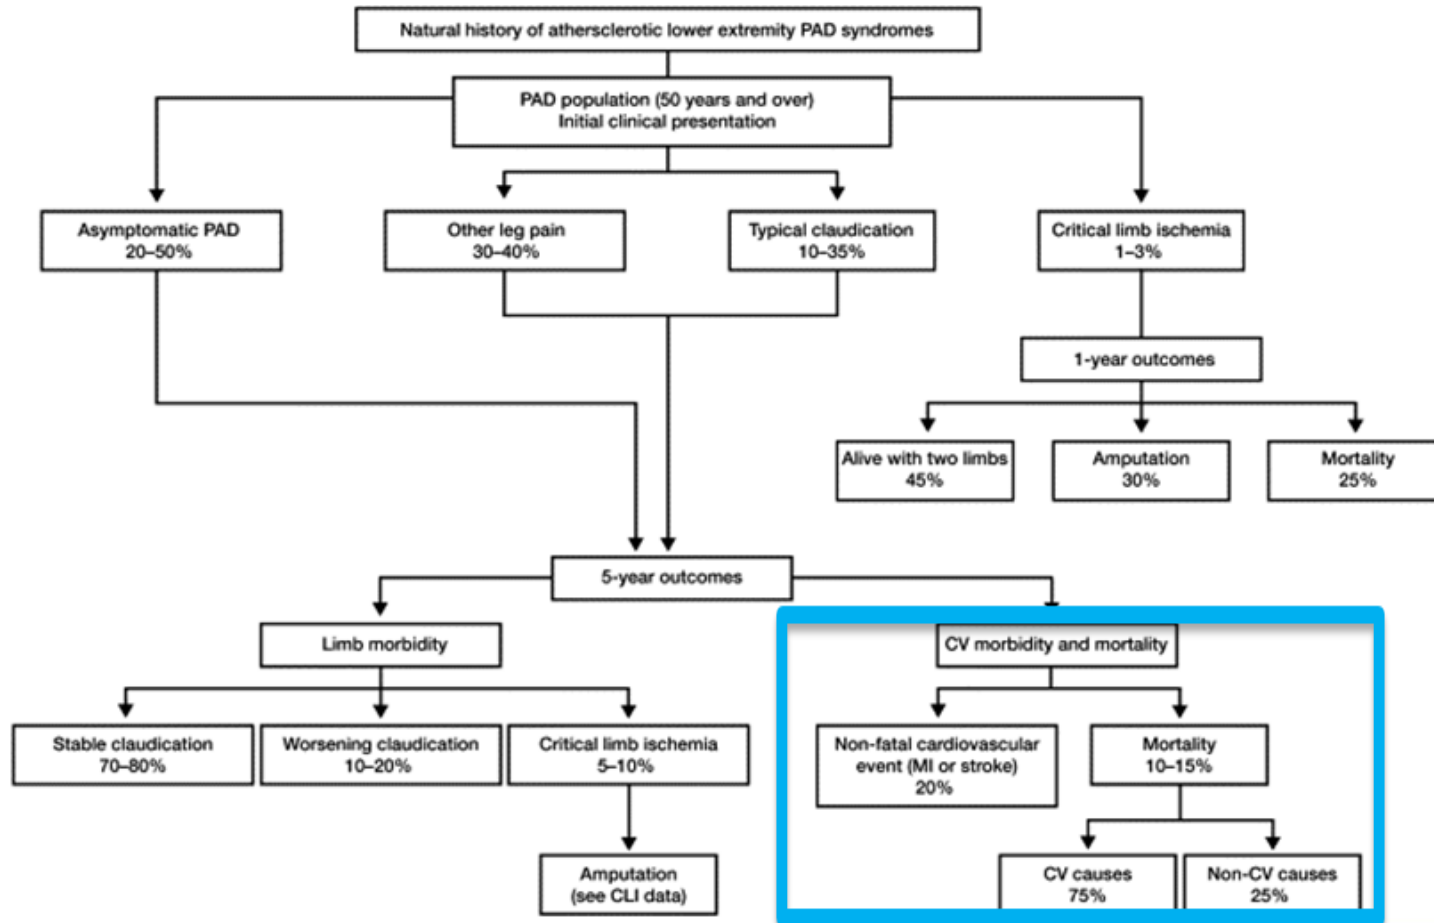 Natural history of athersclerotic lower extremity PAD syndromes
PAD population (50 years and over)
Initial clinical presentation
Asymptomatic PAD
20–50%
Other leg pain
30–40%
Typical claudication
10–35%
Critical limb ischemia
1–3%
1-year outcomes
Alive with two limbs
45%
Amputation
30%
Mortality
25%
5-year outcomes
Limb morbidity
CV morbidity and mortality
Stable claudication
70–80%
Worsening claudication
10–20%
Critical limb ischemia
5–10%
Non-fatal cardiovascular
event (MI or stroke)
20%
Mortality
10–15%
Amputation
(see CLI data)
CV causes
75%
Non-CV causes
25%